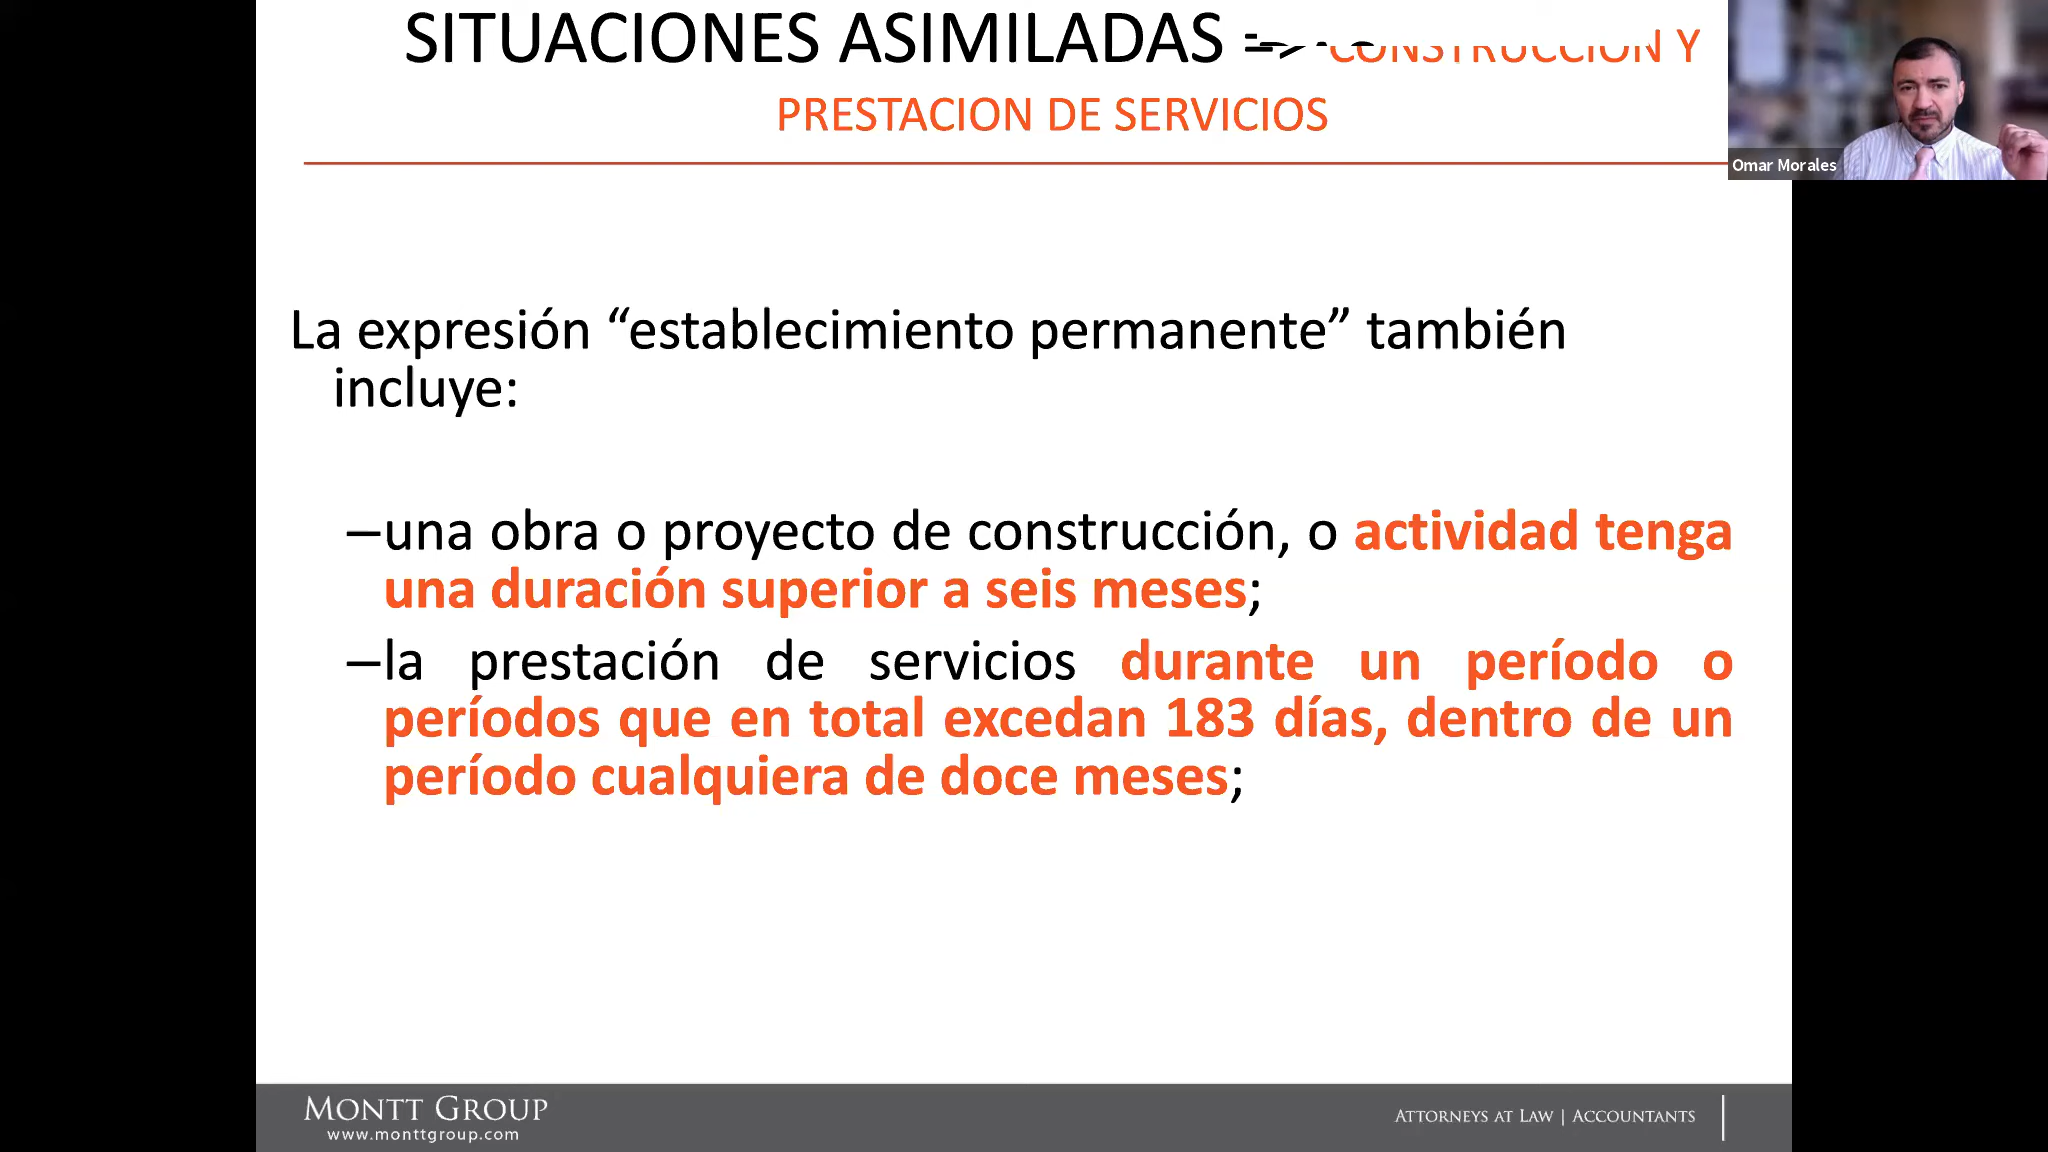 SITUACIONES ASIMILADAS CONSTRUCCION Y
PRESTACION DE SERVICIOS
Omar Morales
La expresión “establecimiento permanente” también
incluye:
–una obra o proyecto de construcción, o actividad tenga
una duración superior a seis meses;
–la prestación de servicios durante un período o
períodos que en total excedan 183 días, dentro de un
período cualquiera de doce meses;
MONTT GROUP
www.monttgroup.com
ATTORNEYS AT LAW | ACCOUNTANTS